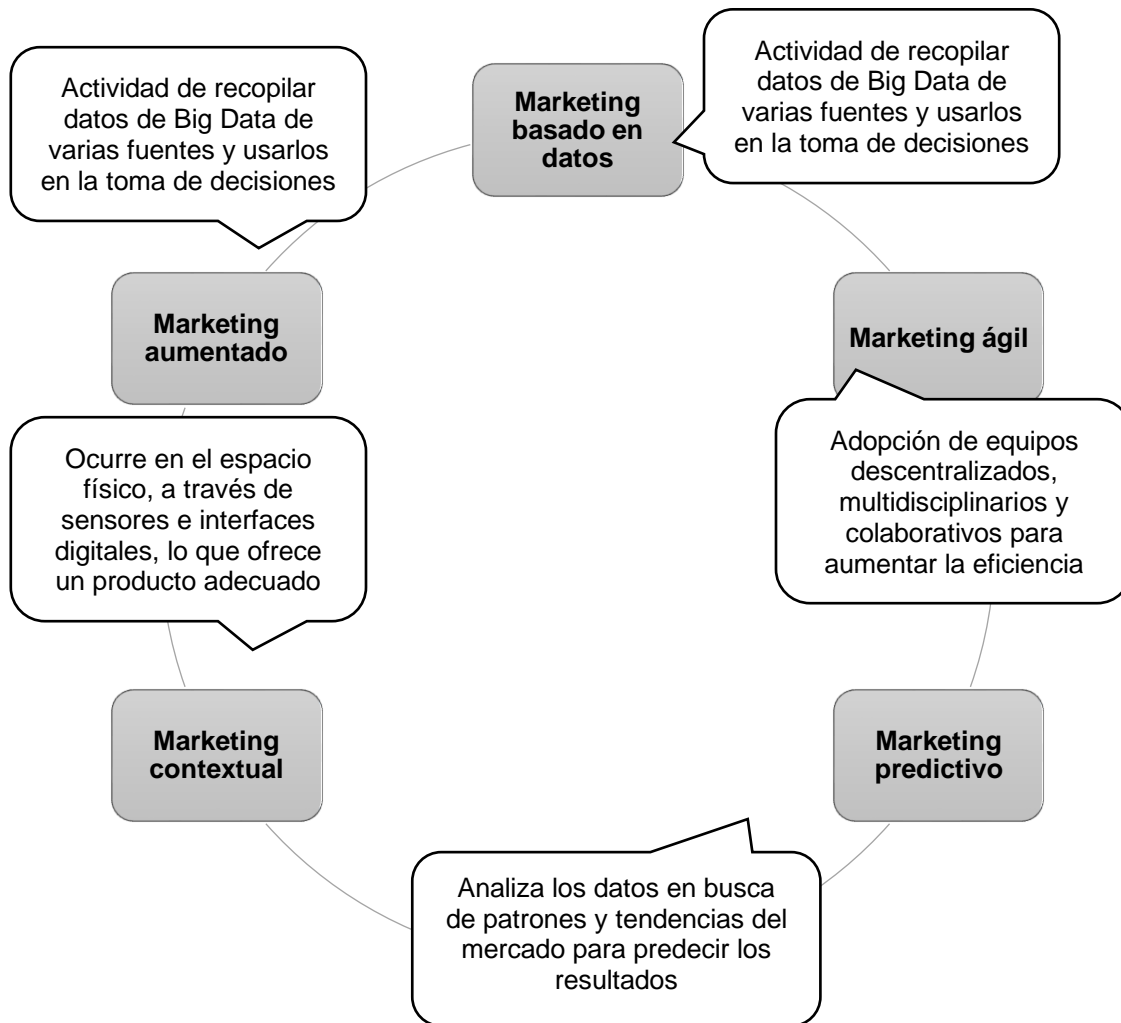 Actividad de recopilar
datos de Big Data de
varias fuentes y usarlos
en la toma de decisiones
Marketing
basado en
datos
Actividad de recopilar
datos de Big Data de
varias fuentes y usarlos
en la toma de decisiones
Marketing
aumentado
Marketing ágil
Ocurre en el espacio
físico, a través de
sensores e interfaces
digitales, lo que ofrece
un producto adecuado
Adopción de equipos
descentralizados,
multidisciplinarios y
colaborativos para
aumentar la eficiencia
Marketing
contextual
Marketing
predictivo
Analiza los datos en busca
de patrones y tendencias del
mercado para predecir los
resultados